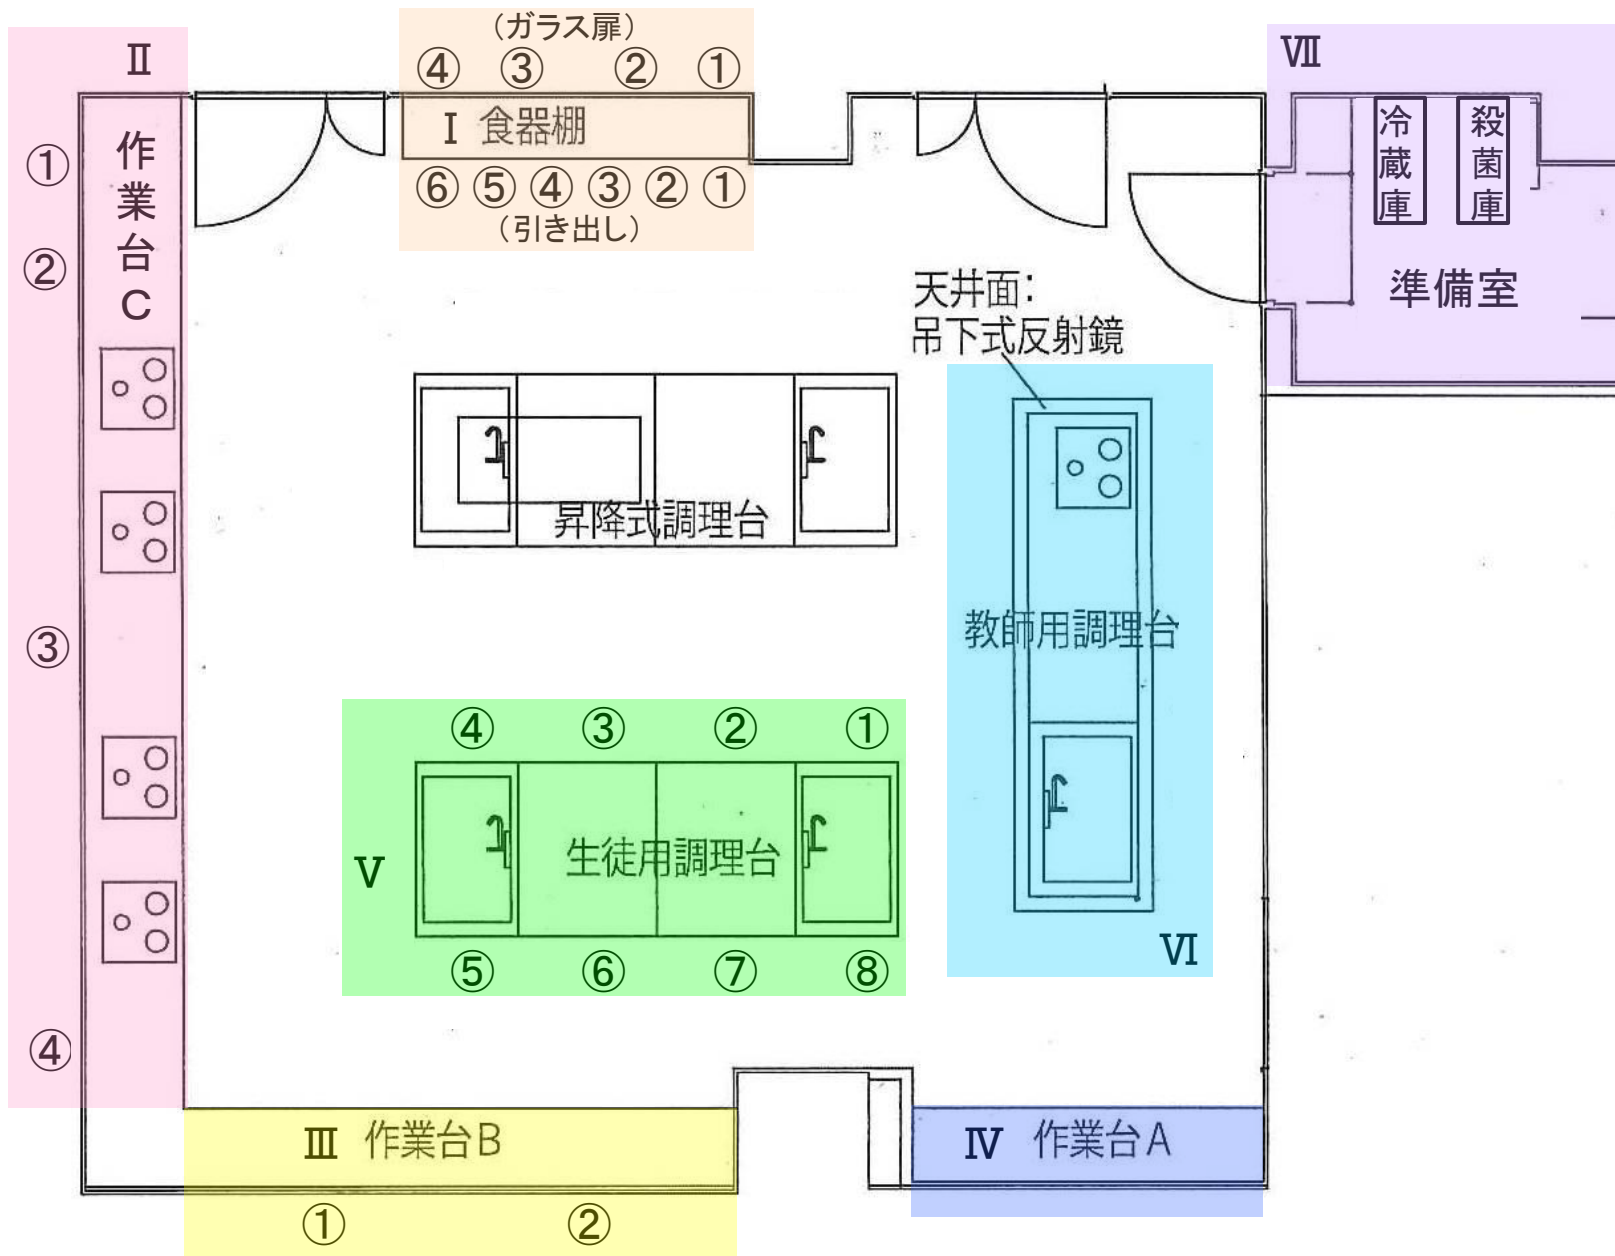 (ガラス扉)
④ ③ ② ①
Ⅰ 食器棚
⑥ ⑤ ④ ③ ② ①
(引き出し)
Ⅱ
作業台C
①
②
③
④
Ⅶ
冷蔵庫
殺菌庫
準備室
天井面:
吊下式反射鏡
昇降式調理台
教師用調理台
Ⅵ
④ ③ ② ①
Ⅴ
生徒用調理台
⑤ ⑥ ⑦ ⑧
Ⅲ 作業台B
① ②
Ⅳ 作業台A